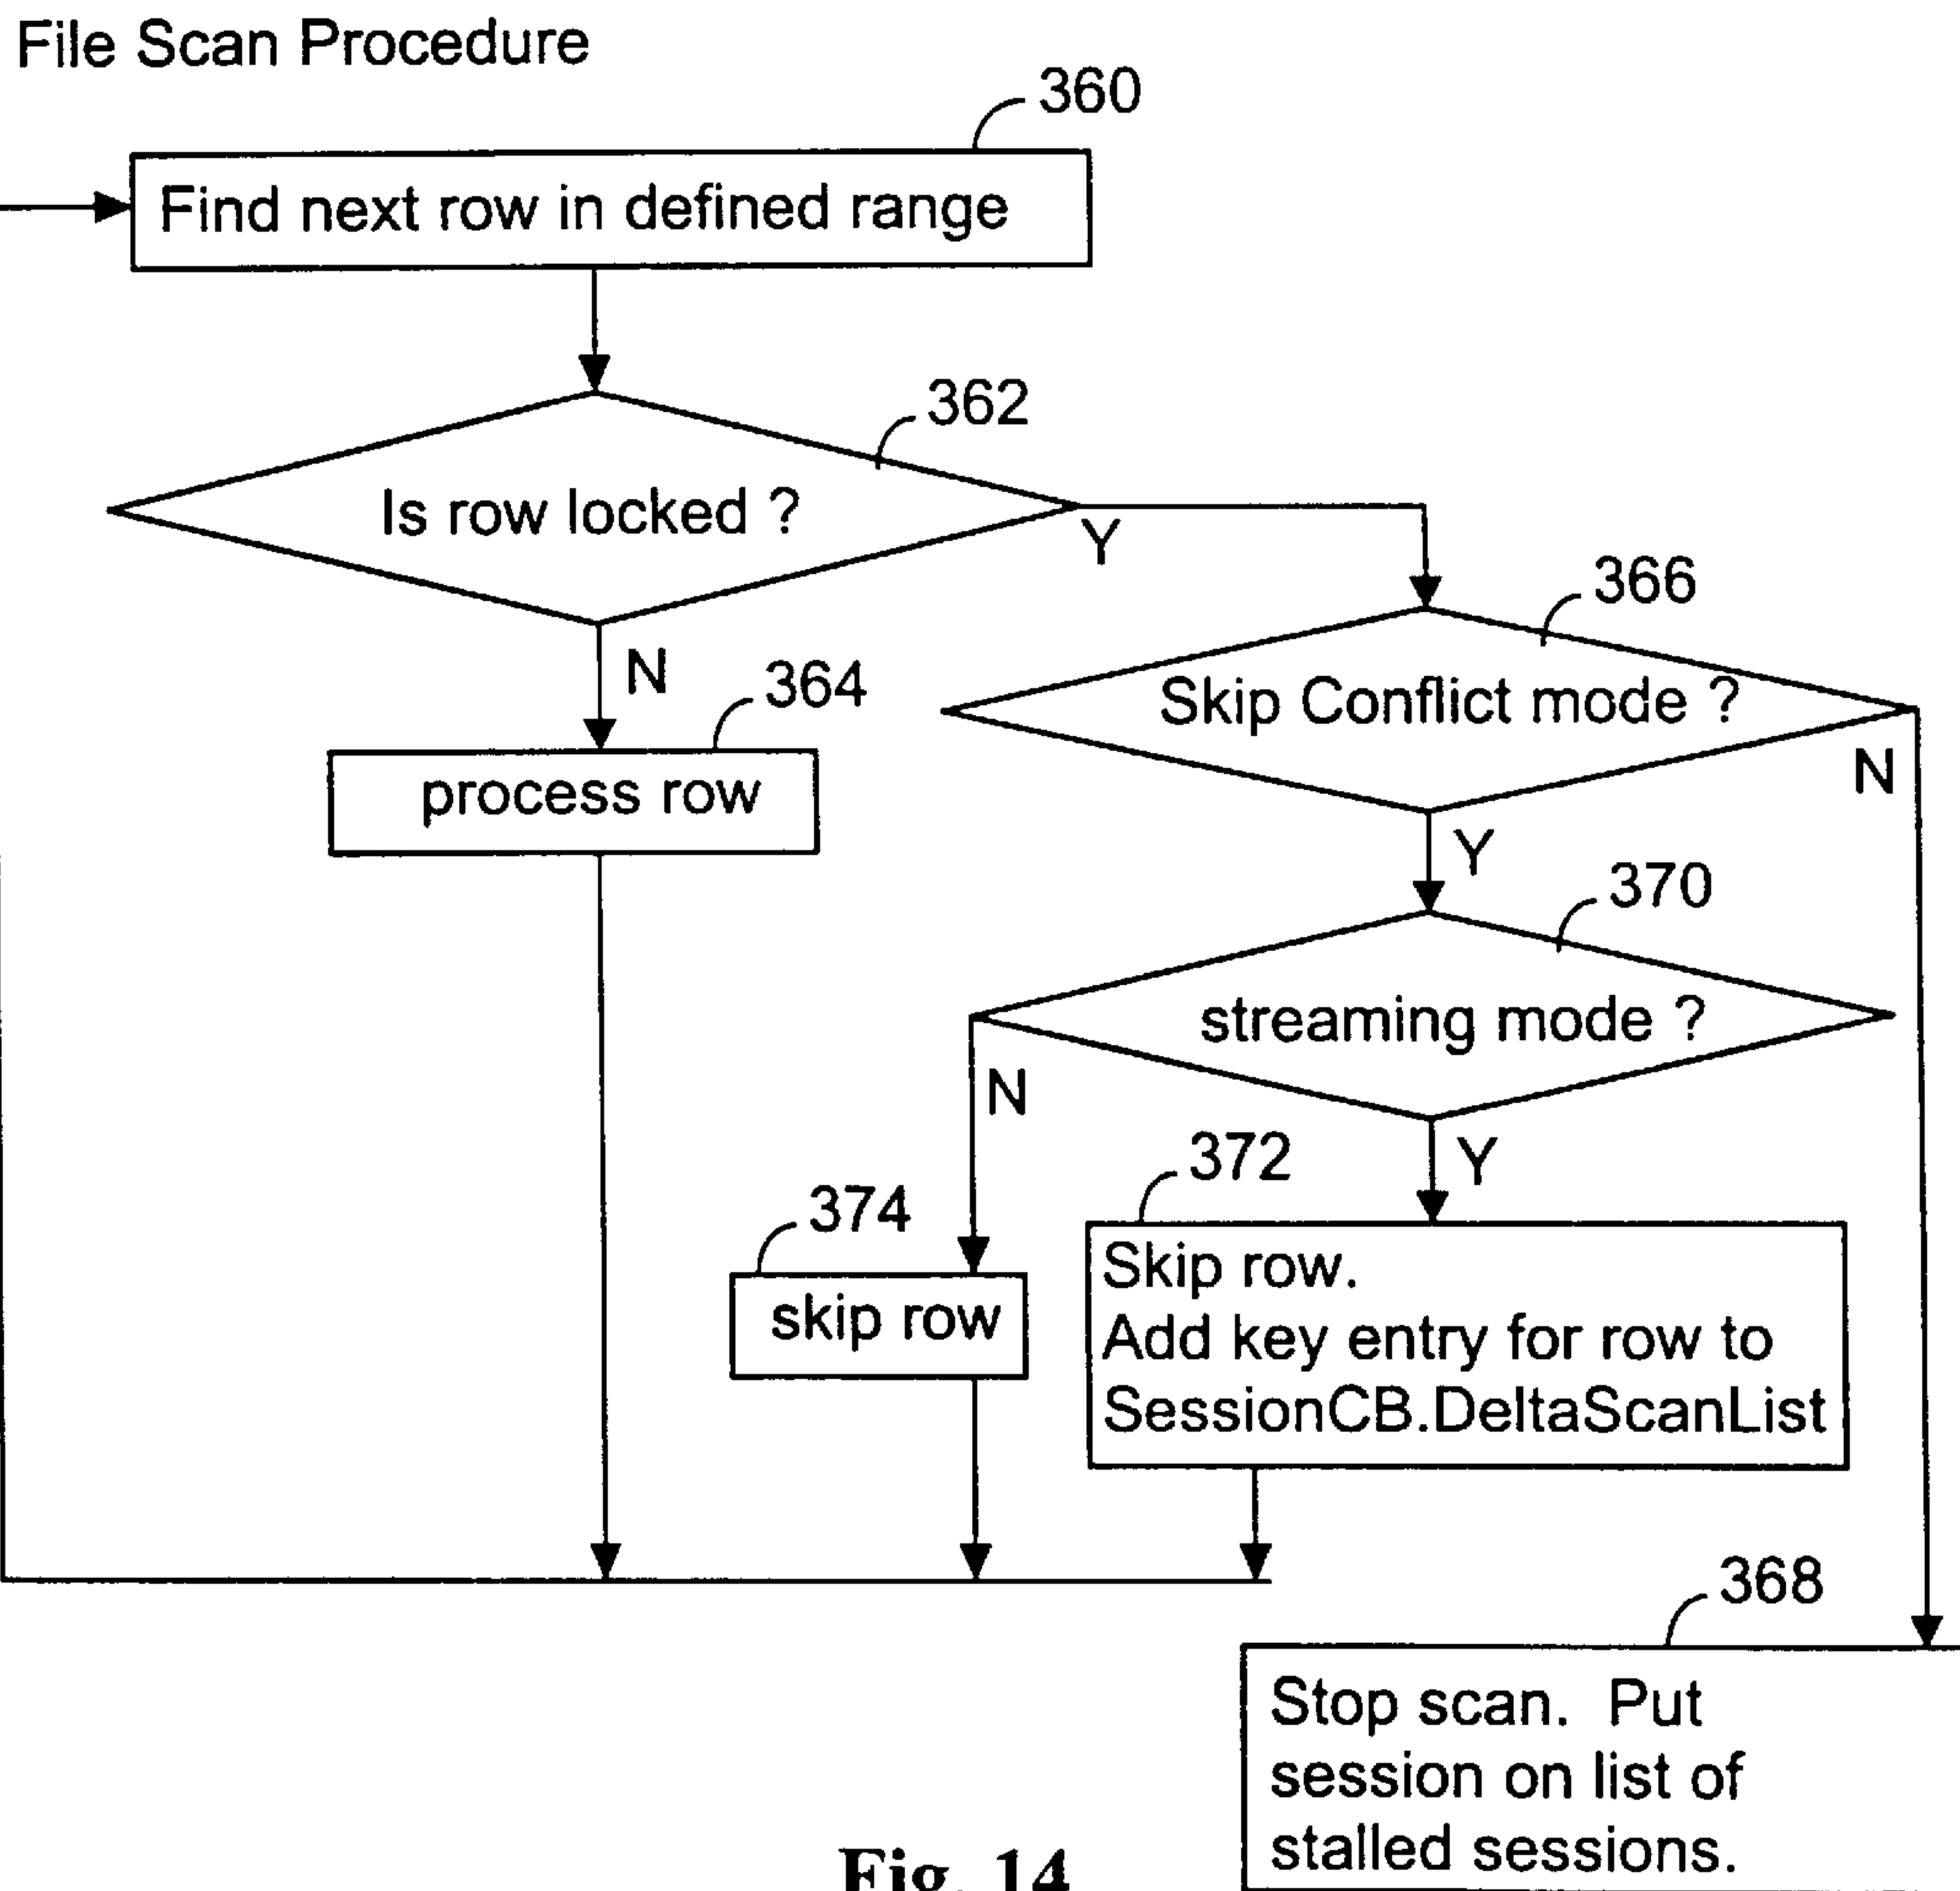 File Scan Procedure
360
Find next row in defined range
362
Is row locked ?
Y
366
N
364
Skip Conflict mode ?
process row
N
Y
370
streaming mode ?
N
372
Y
374
Skip row.
skip row
Add key entry for row to
SessionCB.DeltaScanList
368
Stop scan. Put
session on list of
stalled sessions.
Fig. 14